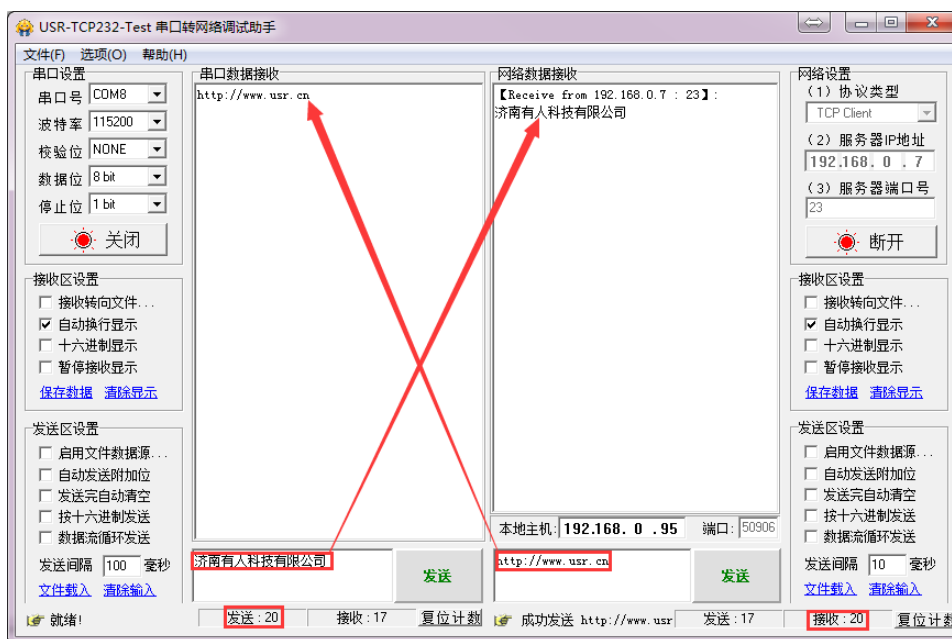 USR-TCP232-Test 串口转网络调试助手
文件(F) 选项(O) 帮助(H)
串口设置
串口号 COM8
波特率 115200
校验位 NONE
数据位 8 bit
停止位 1 bit
关闭
接收区设置
接收转向文件...
自动换行显示
十六进制显示
暂停接收显示
保存数据 清除显示
发送区设置
启用文件数据源...
自动发送附加位
发送完自动清空
按十六进制发送
数据流循环发送
发送间隔 100 毫秒
文件载入 清除输入
就绪!
串口数据接收
http://www.usr.cn
济南有人科技有限公司
发送
发送:20 接收:17 复位计数
网络数据接收
【Receive from 192.168.0.7 : 23】:
济南有人科技有限公司
本地主机: 192.168. 0 .95 端口: 50906
http://www.usr.cn
发送
成功发送 http://www.usr 发送:17 接收:20 复位计数
网络设置
(1) 协议类型
TCP Client
(2) 服务器IP地址
192.168. 0 . 7
(3) 服务器端口号
23
断开
接收区设置
接收转向文件...
自动换行显示
十六进制显示
暂停接收显示
保存数据 清除显示
发送区设置
启用文件数据源...
自动发送附加位
发送完自动清空
按十六进制发送
数据流循环发送
发送间隔 10 毫秒
文件载入 清除输入